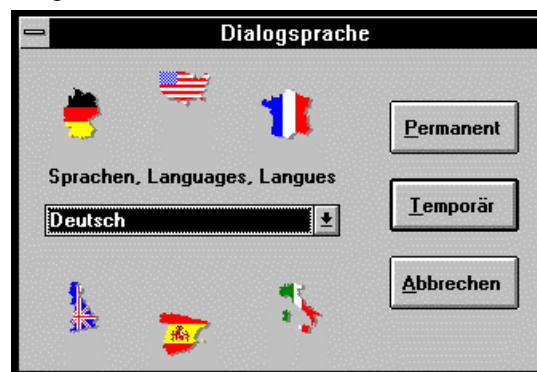 Dialogsprache
Permanent
Sprachen, Languages, Langues
Temporär
Deutsch
Abbrechen